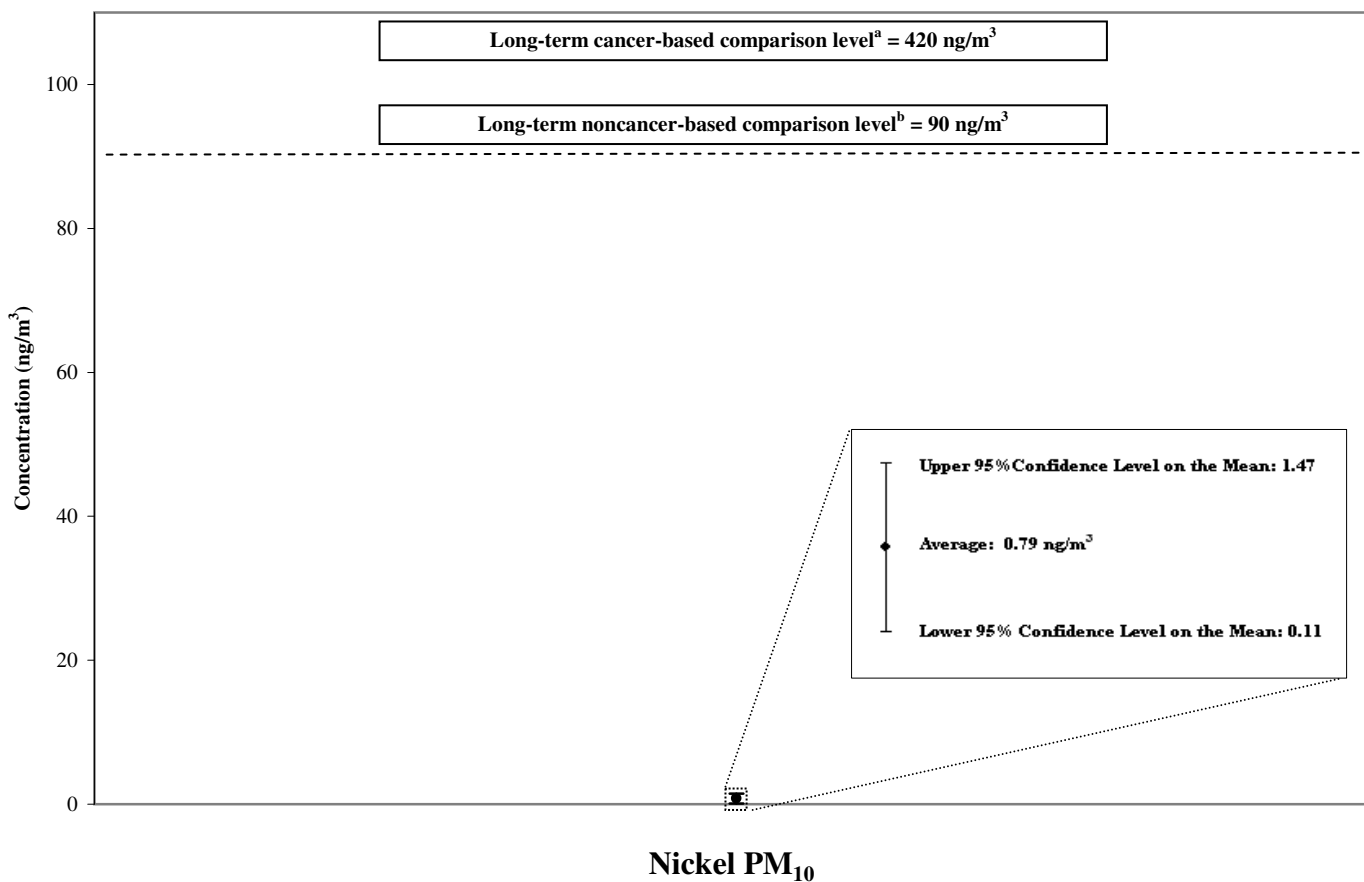 Long-term cancer-based comparison levelᵃ = 420 ng/m³
100
Long-term noncancer-based comparison levelᵇ = 90 ng/m³
80
Concentration (ng/m³)
60
Upper 95% Confidence Level on the Mean: 1.47
40
Average: 0.79 ng/m³
Lower 95% Confidence Level on the Mean: 0.11
20
0
Nickel PM₁₀